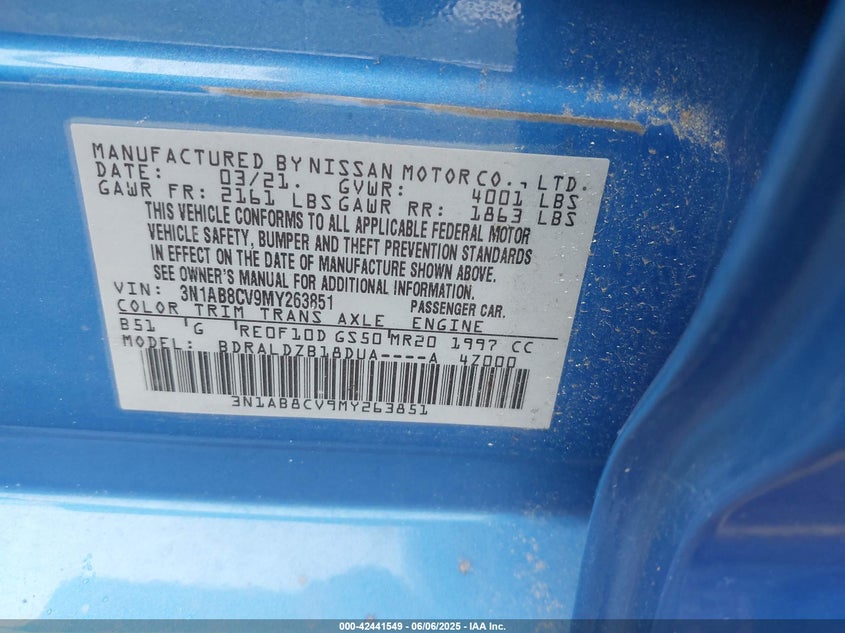 MANUFACTURED BY NISSAN MOTOR CO., LTD.
DATE: 03/21. GVWR: 4001 LBS
GAWR FR: 2161 LBS GAWR RR: 1863 LBS
THIS VEHICLE CONFORMS TO ALL APPLICABLE FEDERAL MOTOR
VEHICLE SAFETY, BUMPER AND THEFT PREVENTION STANDARDS
IN EFFECT ON THE DATE OF MANUFACTURE SHOWN ABOVE.
SEE OWNER'S MANUAL FOR ADDITIONAL INFORMATION.
VIN: 3N1AB8CV9MY263851 PASSENGER CAR.
COLOR TRIM TRANS AXLE ENGINE
B51 G RE0F10D GS50 MR20 1997 CC
MODEL: BDRALDZB18DUA----A 4Z000
3N1AB8CV9MY263851
000-42441549 - 06/06/2025 - IAA Inc.